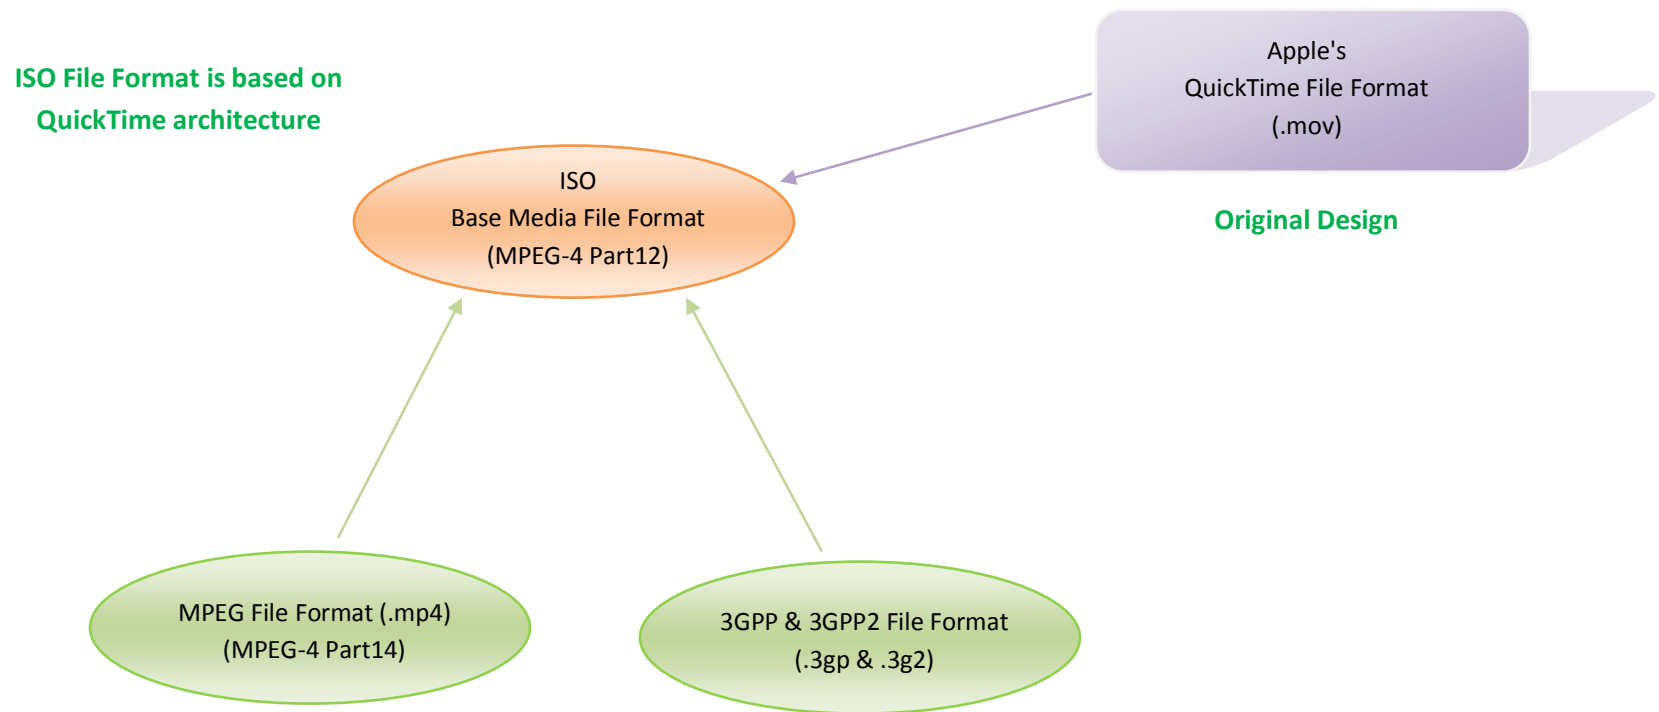 Apple's
QuickTime File Format
(.mov)
ISO File Format is based on
QuickTime architecture
ISO
Base Media File Format
(MPEG-4 Part12)
Original Design
MPEG File Format (.mp4)
(MPEG-4 Part14)
3GPP & 3GPP2 File Format
(.3gp & .3g2)